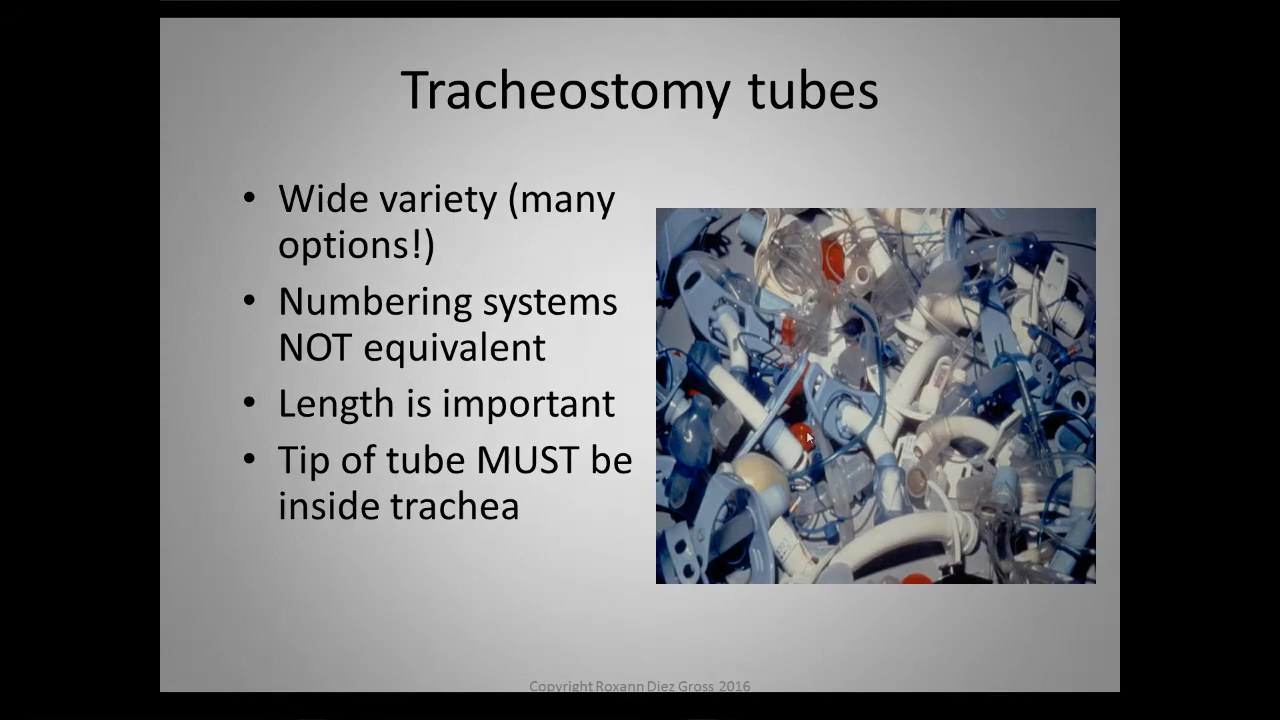 Tracheostomy tubes
• Wide variety (many
options!)
• Numbering systems
NOT equivalent
• Length is important
• Tip of tube MUST be
inside trachea
Copyright Roxann Diez Gross 2016